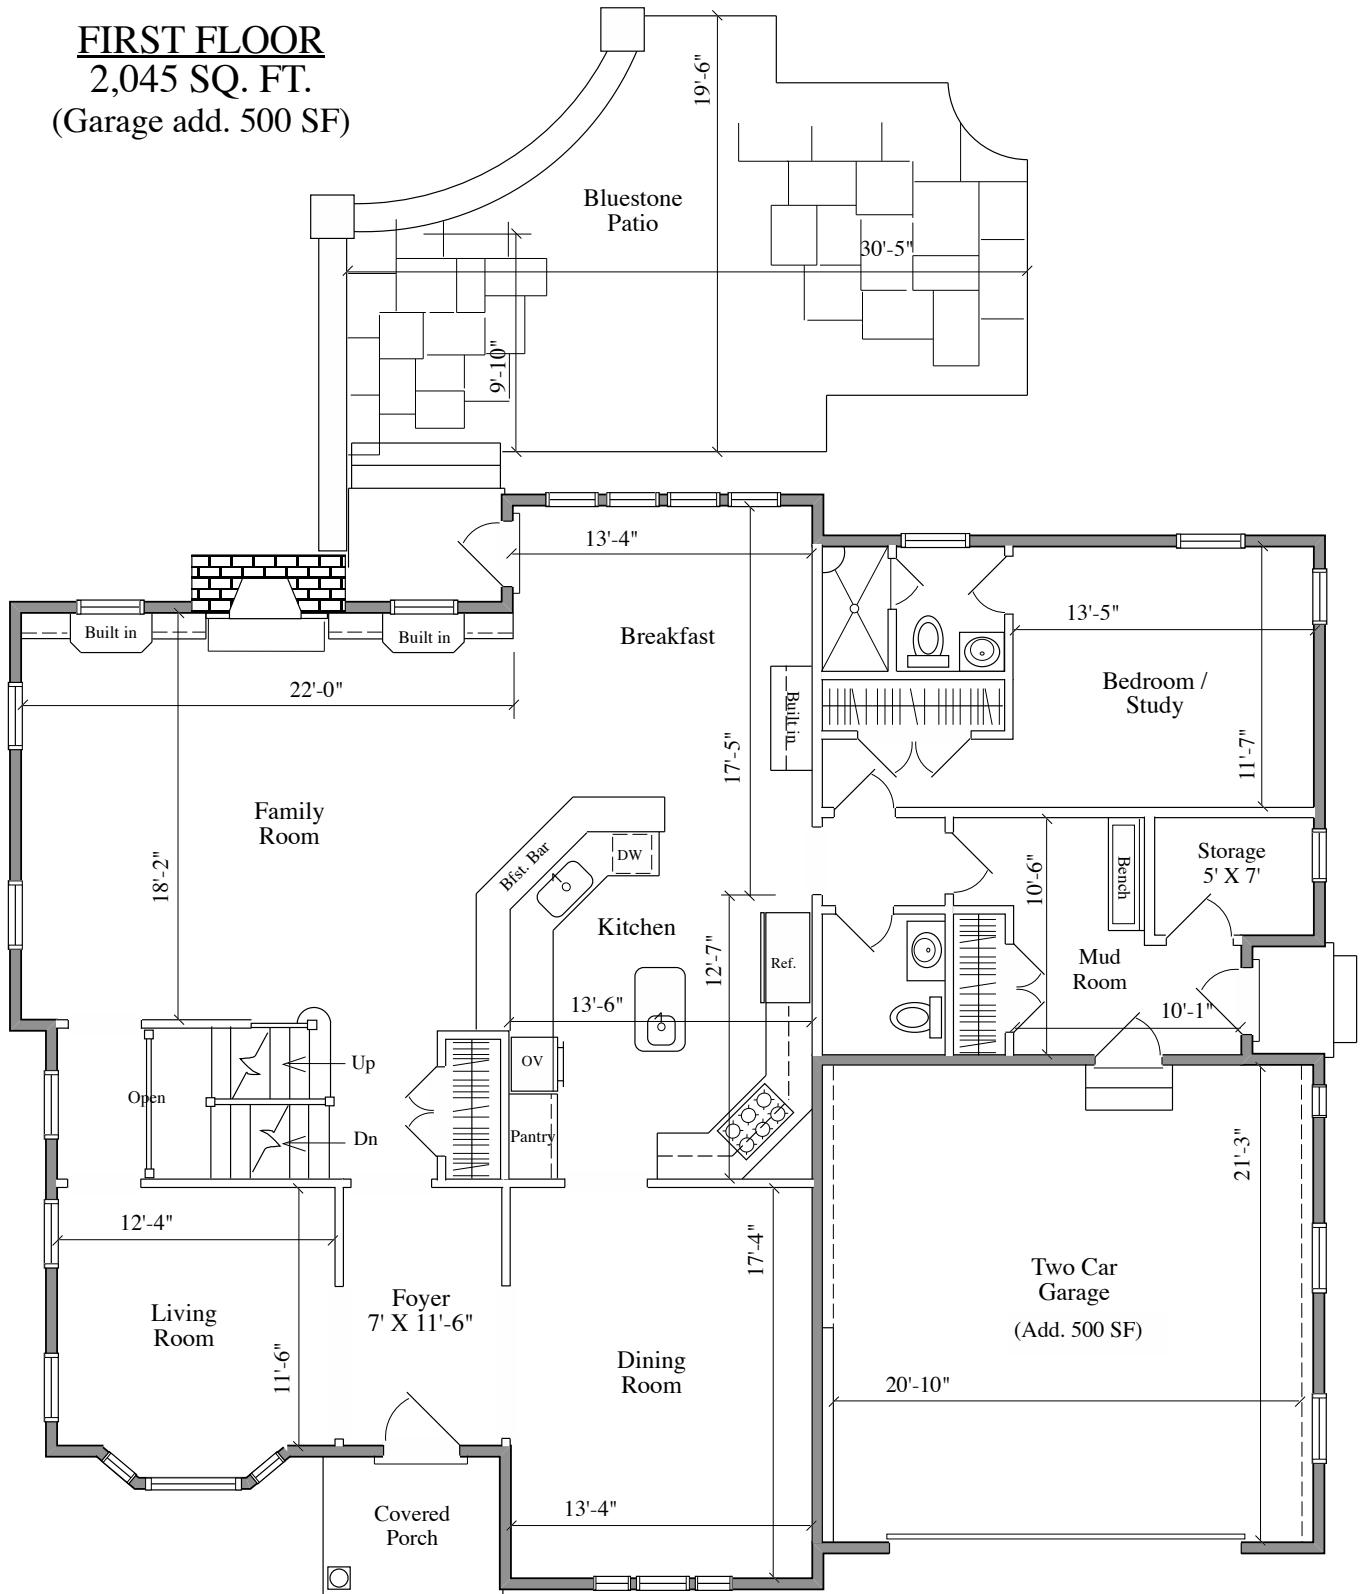 FIRST FLOOR
2,045 SQ. FT.
(Garage add. 500 SF)
19'-6"
Bluestone
Patio
30'-5"
9'-10"
13'-4"
Built in
Built in
Breakfast
13'-5"
22'-0"
Built in
Bedroom /
Study
17'-5"
11'-7"
Family
Room
18'-2"
Bfst. Bar
DW
10'-6"
Bench
Storage
5' X 7'
Kitchen
12'-7"
Ref.
Mud
Room
13'-6"
10'-1"
OV
Up
Open
Pantry
Dn
21'-3"
12'-4"
17'-4"
Two Car
Garage
(Add. 500 SF)
Foyer
7' X 11'-6"
Living
Room
11'-6"
Dining
Room
20'-10"
13'-4"
Covered
Porch